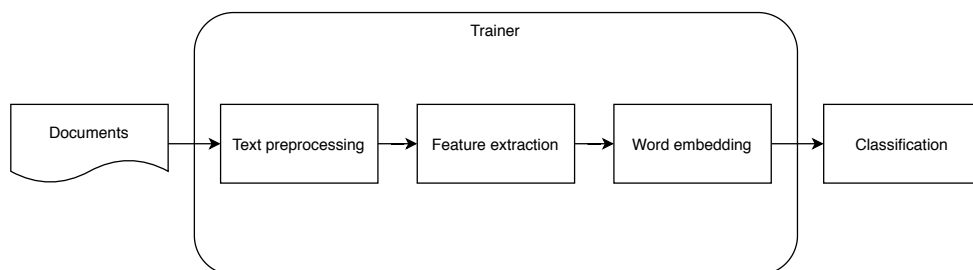 Trainer
Documents
Text preprocessing
Feature extraction
Word embedding
Classification